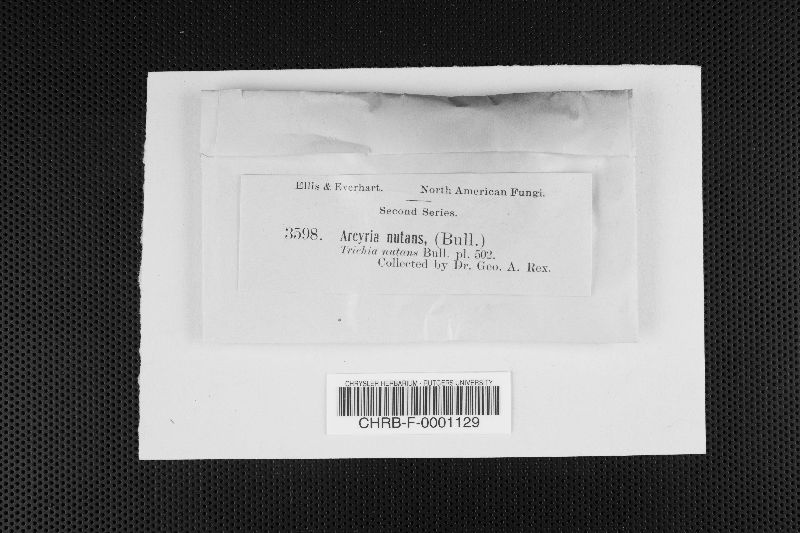 Ellis & Everhart. North American Fungi.
Second Series.
3598. Arcyria nutans, (Bull.)
Trichia nutans Bull. pl. 502.
Collected by Dr. Geo. A. Rex.
CHRYSLER HERBARIUM - RUTGERS UNIVERSITY
CHRB-F-0001129